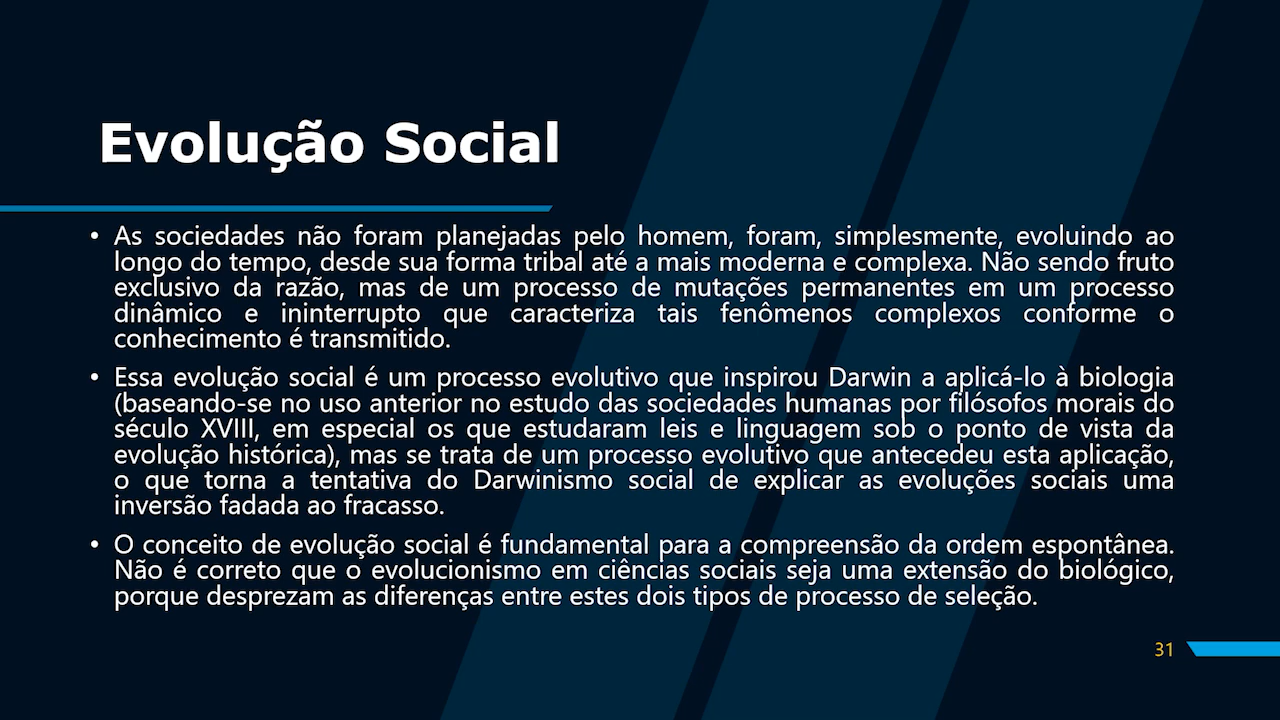 Evolução Social
• As sociedades não foram planejadas pelo homem, foram, simplesmente, evoluindo ao
longo do tempo, desde sua forma tribal até a mais moderna e complexa. Não sendo fruto
exclusivo da razão, mas de um processo de mutações permanentes em um processo
dinâmico e ininterrupto que caracteriza tais fenômenos complexos conforme o
conhecimento é transmitido.
• Essa evolução social é um processo evolutivo que inspirou Darwin a aplicá-lo à biologia
(baseando-se no uso anterior no estudo das sociedades humanas por filósofos morais do
século XVIII, em especial os que estudaram leis e linguagem sob o ponto de vista da
evolução histórica), mas se trata de um processo evolutivo que antecedeu esta aplicação,
o que torna a tentativa do Darwinismo social de explicar as evoluções sociais uma
inversão fadada ao fracasso.
• O conceito de evolução social é fundamental para a compreensão da ordem espontânea.
Não é correto que o evolucionismo em ciências sociais seja uma extensão do biológico,
porque desprezam as diferenças entre estes dois tipos de processo de seleção.
31